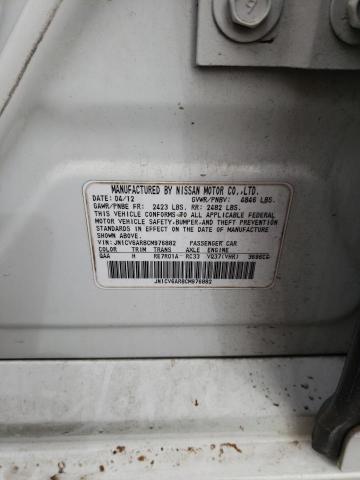 MANUFACTURED BY NISSAN MOTOR CO.,LTD.
DATE: 04/12 GVWR/PNBV: 4846 LBS.
GAWR/PNBE FR: 2423 LBS. RR: 2482 LBS.
THIS VEHICLE CONFORMS TO ALL APPLICABLE FEDERAL
MOTOR VEHICLE SAFETY, BUMPER, AND THEFT PREVENTION
STANDARDS IN EFFECT ON THE DATE OF MANUFACTURE
SHOWN ABOVE.
VIN: JN1CV6AR8CM976882 PASSENGER CAR
COLOR TRIM TRANS AXLE ENGINE
QAA H RE7R01A RC33 VQ37(VHR) 3696CC
JN1CV6AR8CM976882